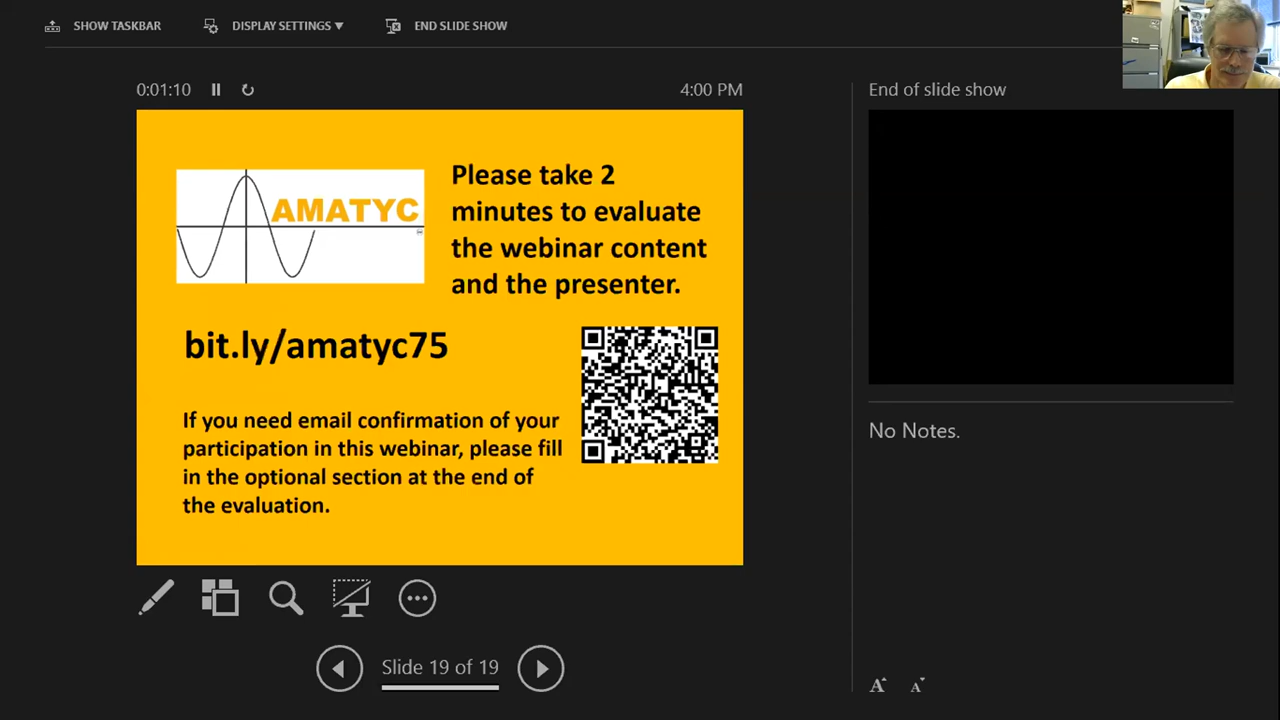 SHOW TASKBAR
DISPLAY SETTINGS ▼
END SLIDE SHOW
0:01:10
4:00 PM
End of slide show
AMATYC
Please take 2
minutes to evaluate
the webinar content
and the presenter.
bit.ly/amatyc75
If you need email confirmation of your
participation in this webinar, please fill
in the optional section at the end of
the evaluation.
No Notes.
Slide 19 of 19
A A